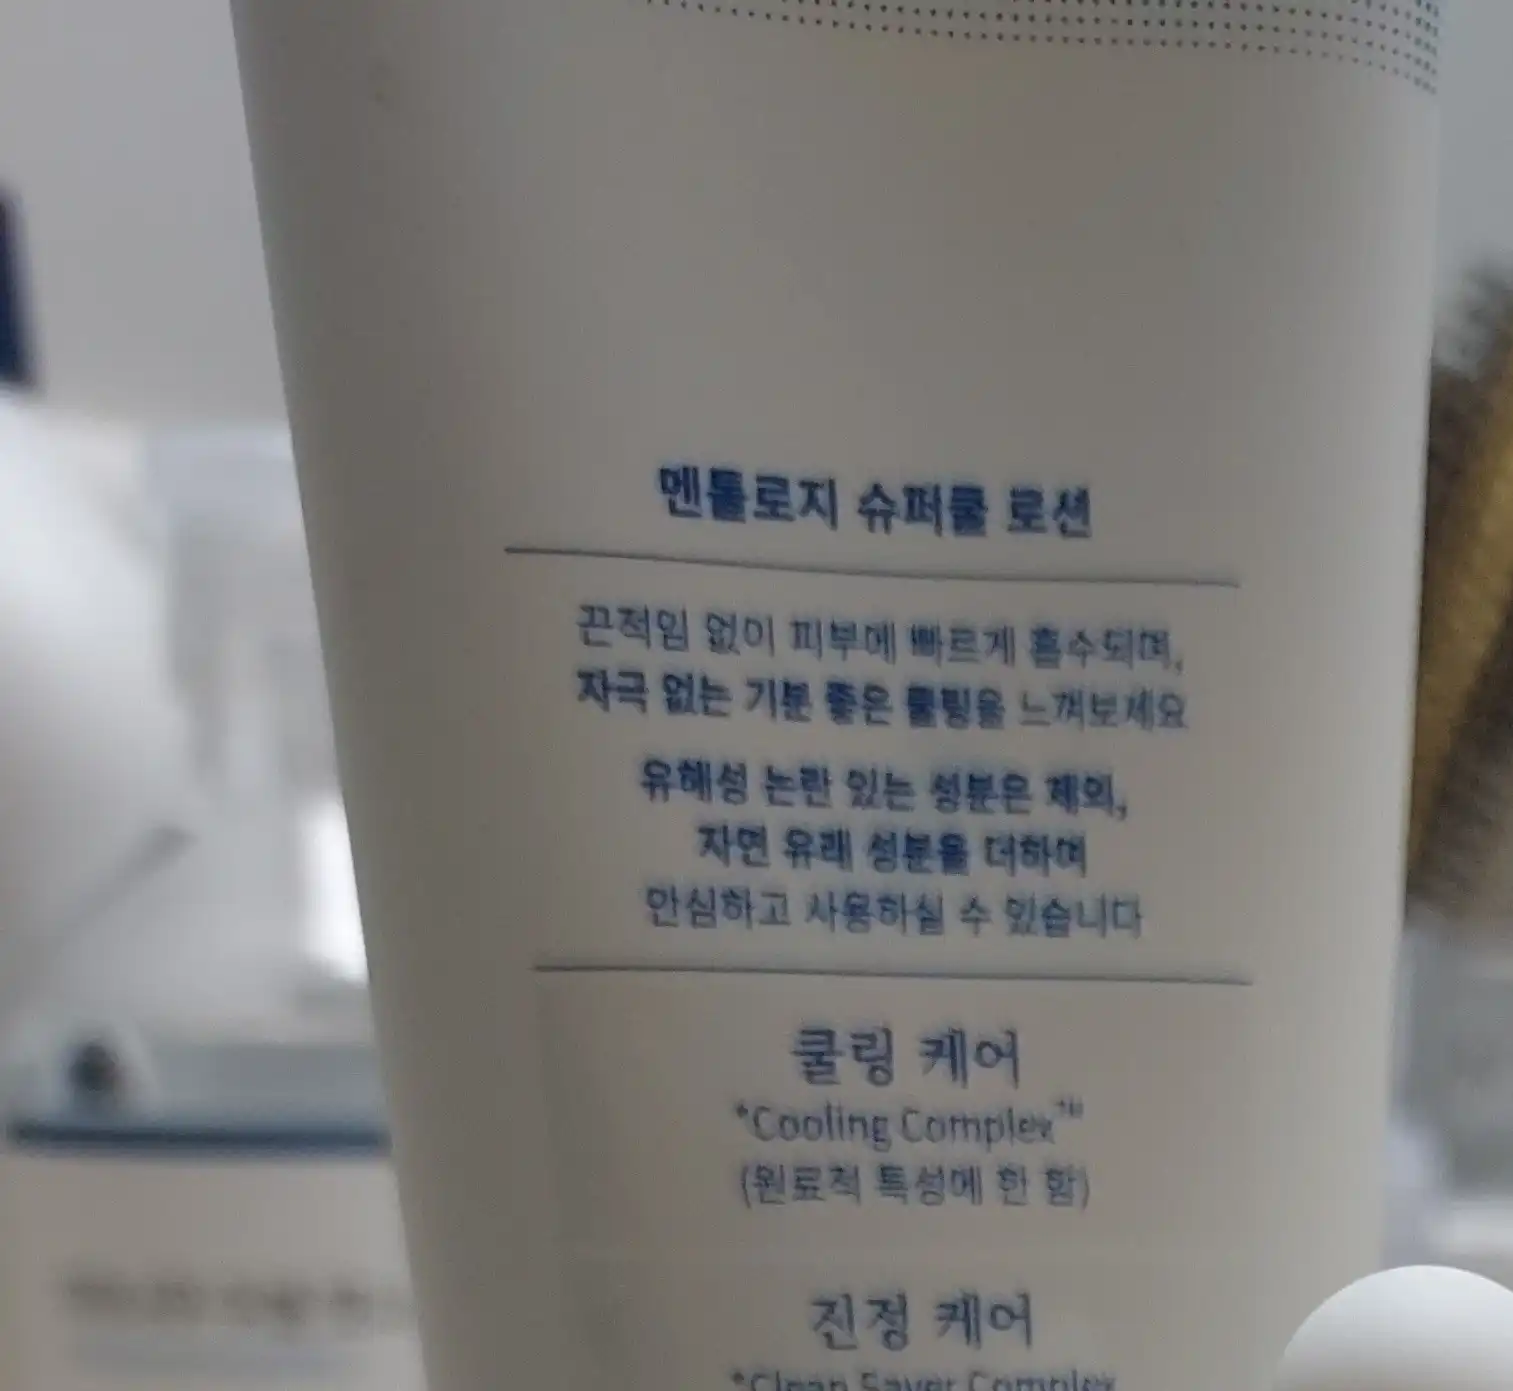 멘톨로지 슈퍼쿨 로션
끈적임 없이 피부에 빠르게 흡수되며,
자극 없는 기분 좋은 쿨링을 느껴보세요
유해성 논란 있는 성분은 제외,
자연 유래 성분을 더하며
안심하고 사용하실 수 있습니다
쿨링 케어
*Cooling Complex™
(원료적 특성에 한 함)
진정 케어
*Clean Saver Complex